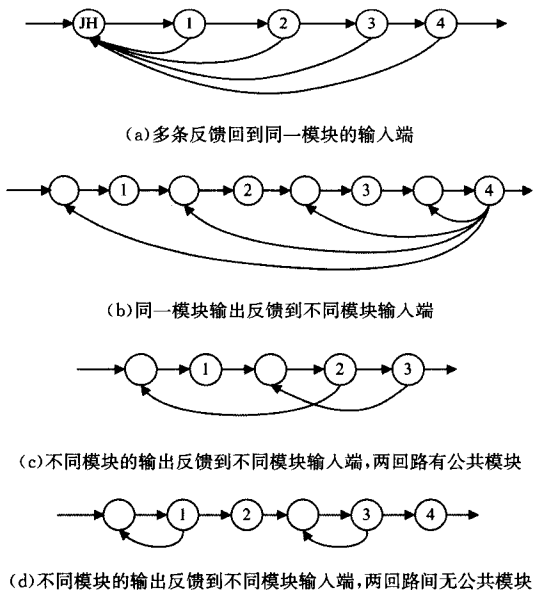 JH 1 2 3 4
(a)多条反馈回到同一模块的输入端
1 2 3 4
(b)同一模块输出反馈到不同模块输入端
1 2 3
(c)不同模块的输出反馈到不同模块输入端,两回路有公共模块
1 2 3 4
(d)不同模块的输出反馈到不同模块输入端,两回路间无公共模块